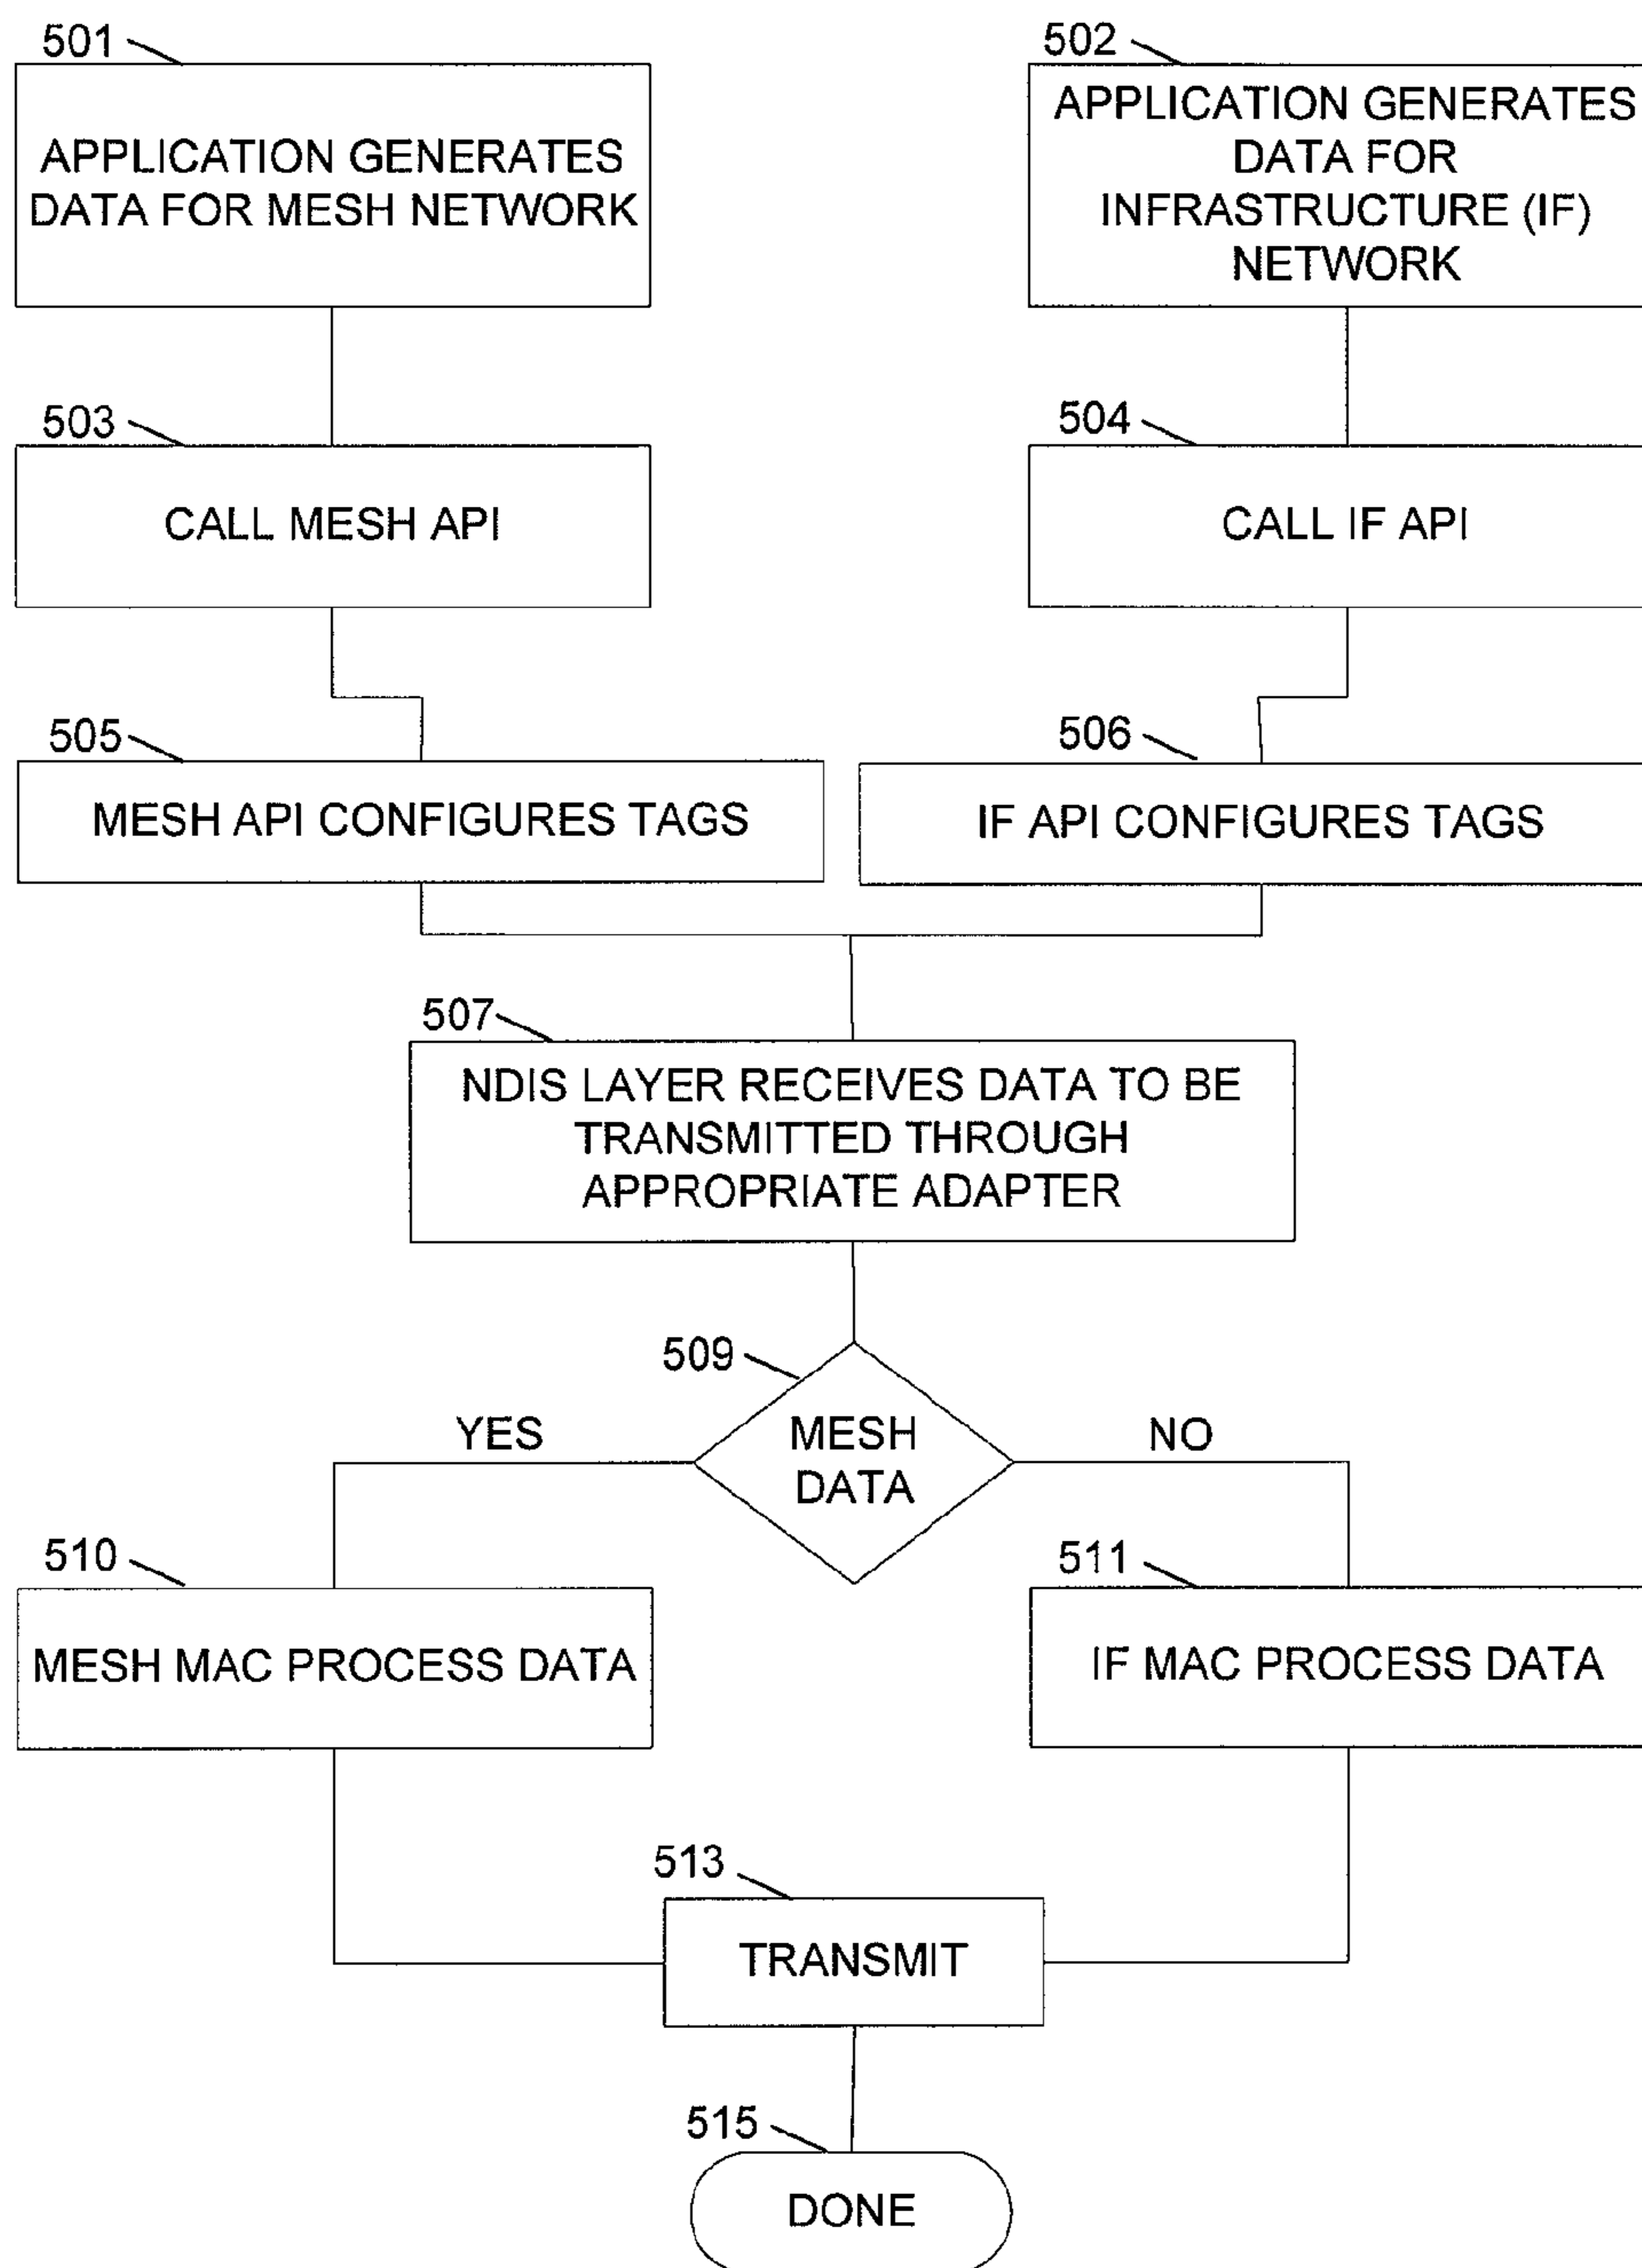 501
APPLICATION GENERATES
DATA FOR MESH NETWORK
502
APPLICATION GENERATES
DATA FOR
INFRASTRUCTURE (IF)
NETWORK
503
CALL MESH API
504
CALL IF API
505
MESH API CONFIGURES TAGS
506
IF API CONFIGURES TAGS
507
NDIS LAYER RECEIVES DATA TO BE
TRANSMITTED THROUGH
APPROPRIATE ADAPTER
509
MESH
DATA
YES
NO
510
MESH MAC PROCESS DATA
511
IF MAC PROCESS DATA
513
TRANSMIT
515
DONE